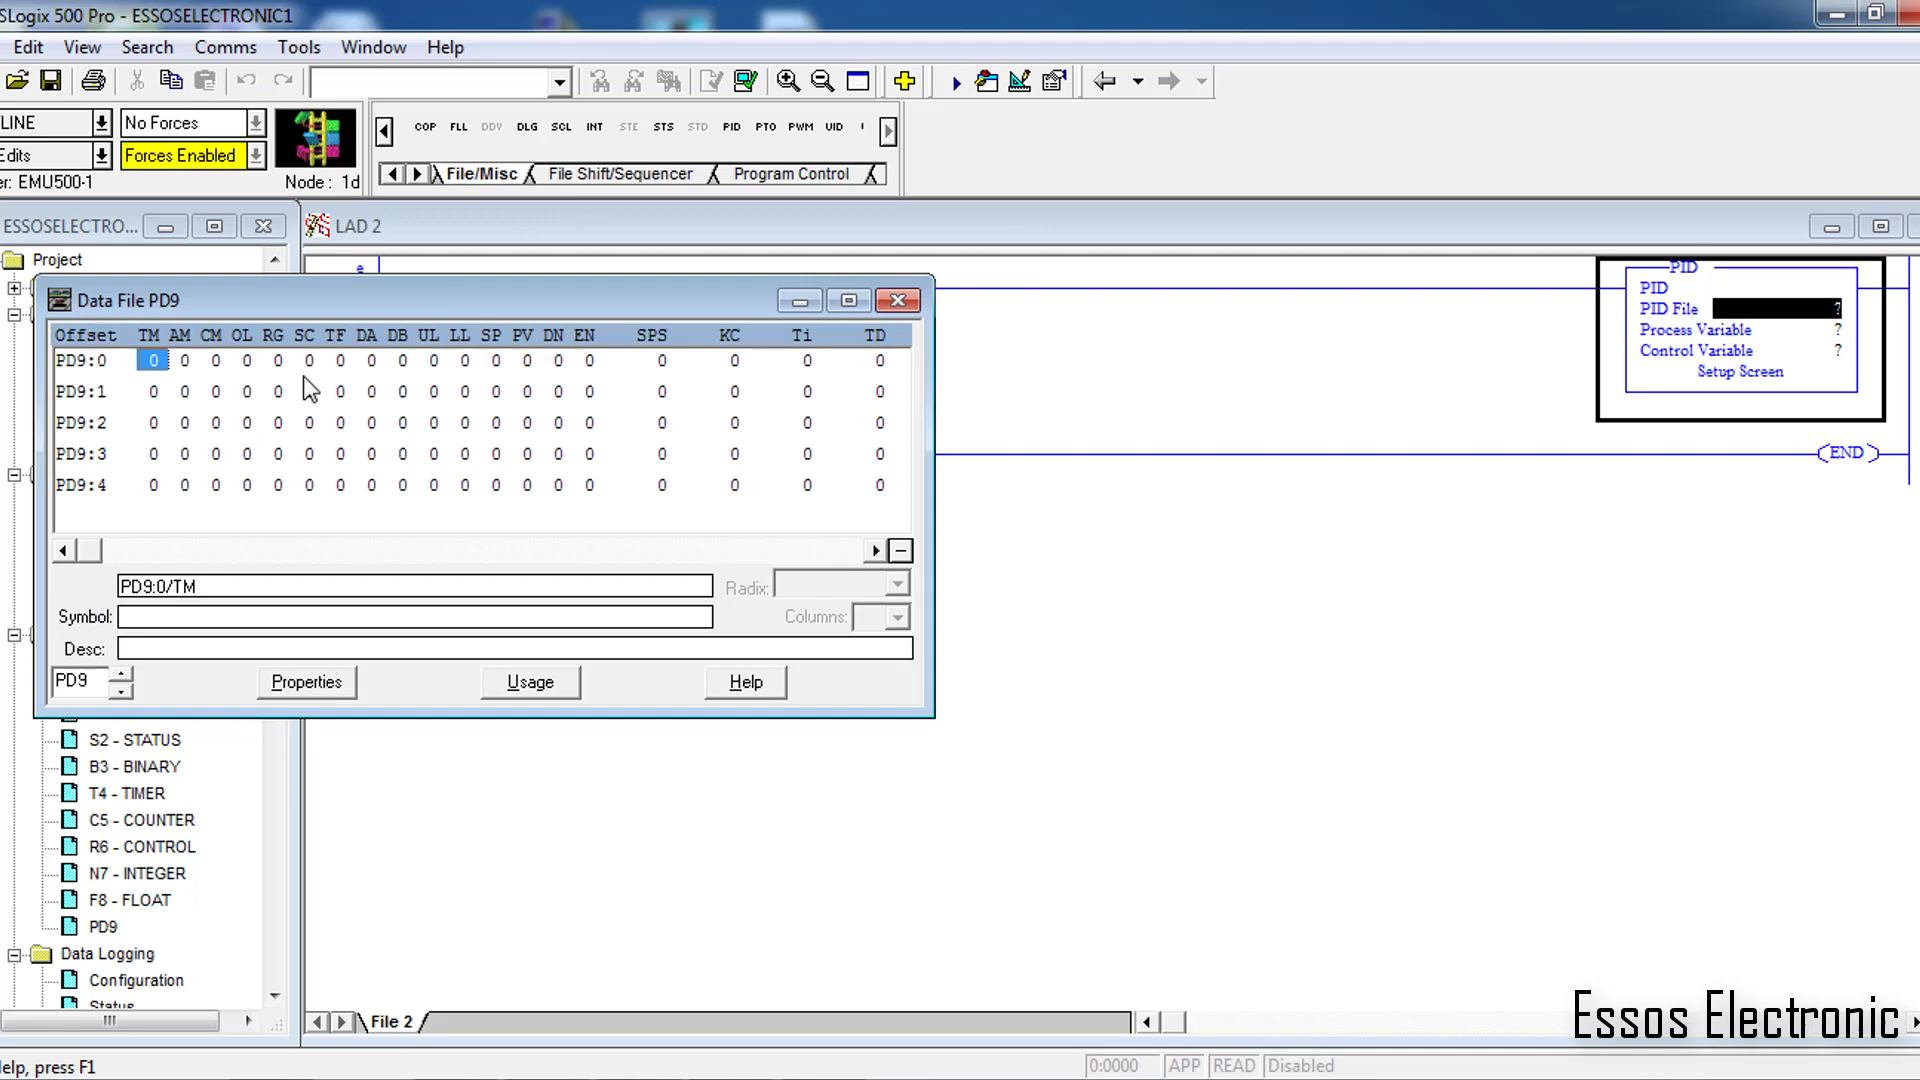 SLogix 500 Pro - ESSOSELECTRONIC1
Edit View Search Comms Tools Window Help
LINE No Forces
Edits Forces Enabled
er: EMU500-1 Node : 1d
COP FLL DDV DLG SCL INT STE STS STD PID PTO PWM UID
File/Misc File Shift/Sequencer Program Control
ESSOSELECTRO...
LAD 2
Project
e
Data File PD9
Offset TM AM CM OL RG SC TF DA DB UL LL SP PV DN EN SPS KC Ti TD
PD9:0 0 0 0 0 0 0 0 0 0 0 0 0 0 0 0 0 0 0 0
PD9:1 0 0 0 0 0 0 0 0 0 0 0 0 0 0 0 0 0 0
PD9:2 0 0 0 0 0 0 0 0 0 0 0 0 0 0 0 0 0 0 0
PD9:3 0 0 0 0 0 0 0 0 0 0 0 0 0 0 0 0 0 0 0
PD9:4 0 0 0 0 0 0 0 0 0 0 0 0 0 0 0 0 0 0 0
PD9:0/TM Radix:
Symbol: Columns:
Desc:
PD9 Properties Usage Help
PID
PID
PID File ?
Process Variable ?
Control Variable ?
Setup Screen
END
S2 - STATUS
B3 - BINARY
T4 - TIMER
C5 - COUNTER
R6 - CONTROL
N7 - INTEGER
F8 - FLOAT
PD9
Data Logging
Configuration
Status
File 2
Essos Electronic
elp, press F1
0:0000 APP READ Disabled